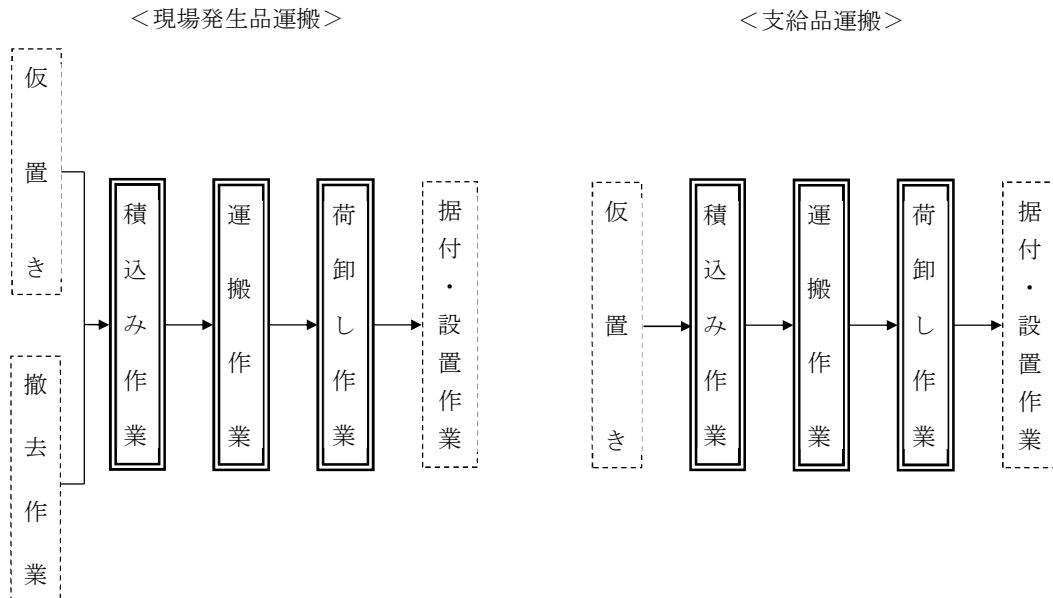 ＜現場発生品運搬＞
仮置き
撤去作業
積込み作業
運搬作業
荷卸し作業
据付・設置作業
＜支給品運搬＞
仮置き
積込み作業
運搬作業
荷卸し作業
据付・設置作業